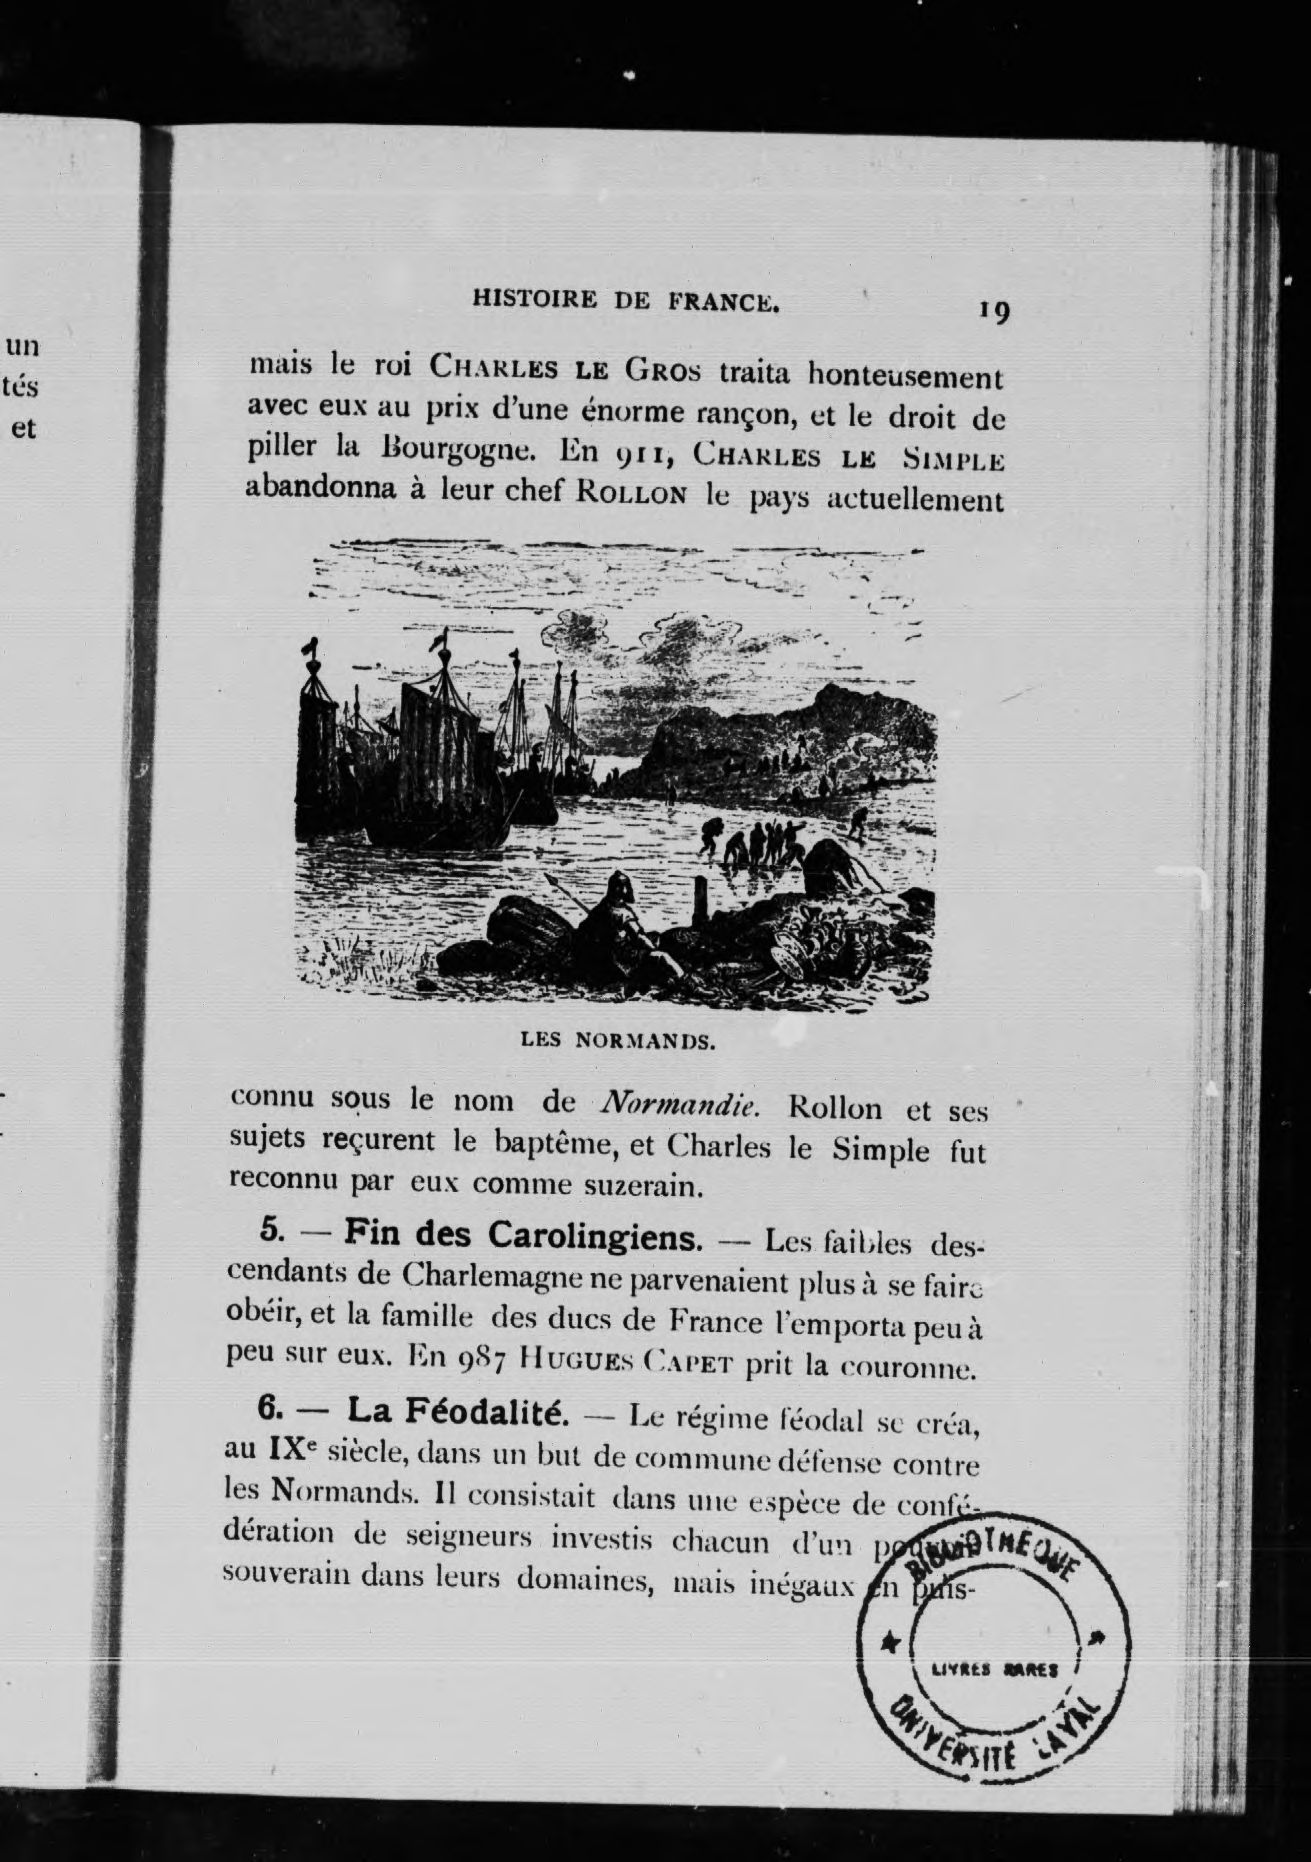 un
tés
et
HISTOIRE DE FRANCE.
19
mais le roi CHARLES LE GROS traita honteusement
avec eux au prix d'une énorme rançon, et le droit de
piller la Bourgogne. En 911, CHARLES LE SIMPLE
abandonna à leur chef ROLLON le pays actuellement
LES NORMANDS.
connu sous le nom de Normandie. Rollon et ses
sujets reçurent le baptême, et Charles le Simple fut
reconnu par eux comme suzerain.
5. — Fin des Carolingiens. — Les faibles des-
cendants de Charlemagne ne parvenaient plus à se faire
obéir, et la famille des ducs de France l'emporta peu à
peu sur eux. En 987 HUGUES CAPET prit la couronne.
6. — La Féodalité. — Le régime féodal se créa,
au IXe siècle, dans un but de commune défense contre
les Normands. Il consistait dans une espèce de confé-
dération de seigneurs investis chacun d'un pouvoir
souverain dans leurs domaines, mais inégaux en puis-
BIBLIOTHÈQUE
LIVRES RARES
UNIVERSITÉ LAVAL